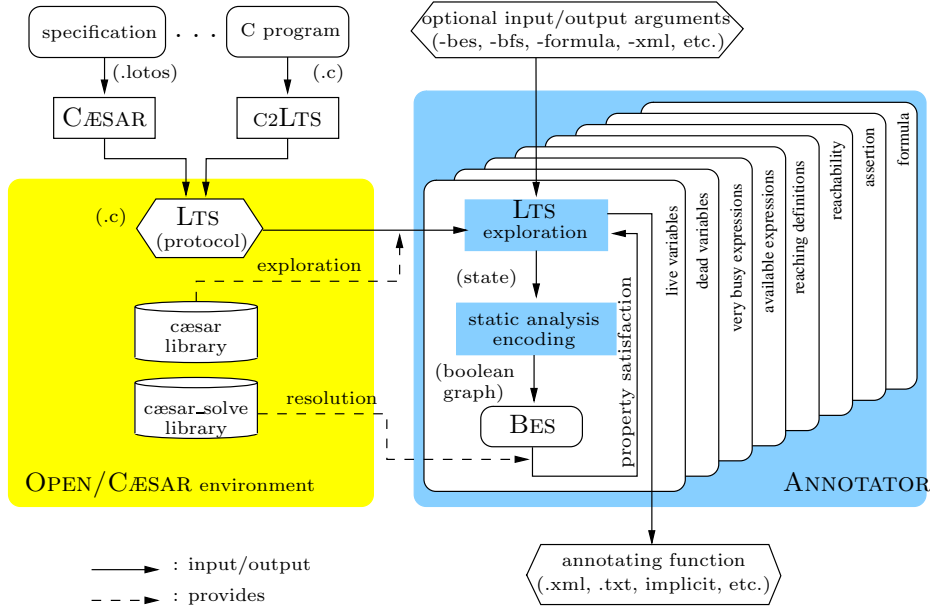 specification
. . .
C program
optional input/output arguments
(-bes, -bfs, -formula, -xml, etc.)
(.lotos)
(.c)
CÆSAR
C2LTS
(.c)
LTS
(protocol)
exploration
cæsar
library
cæsar_solve
library
resolution
OPEN/CÆSAR environment
LTS
exploration
(state)
static analysis
encoding
(boolean
graph)
BES
property satisfaction
live variables
dead variables
very busy expressions
available expressions
reaching definitions
reachability
assertion
formula
ANNOTATOR
annotating function
(.xml, .txt, implicit, etc.)
: input/output
: provides